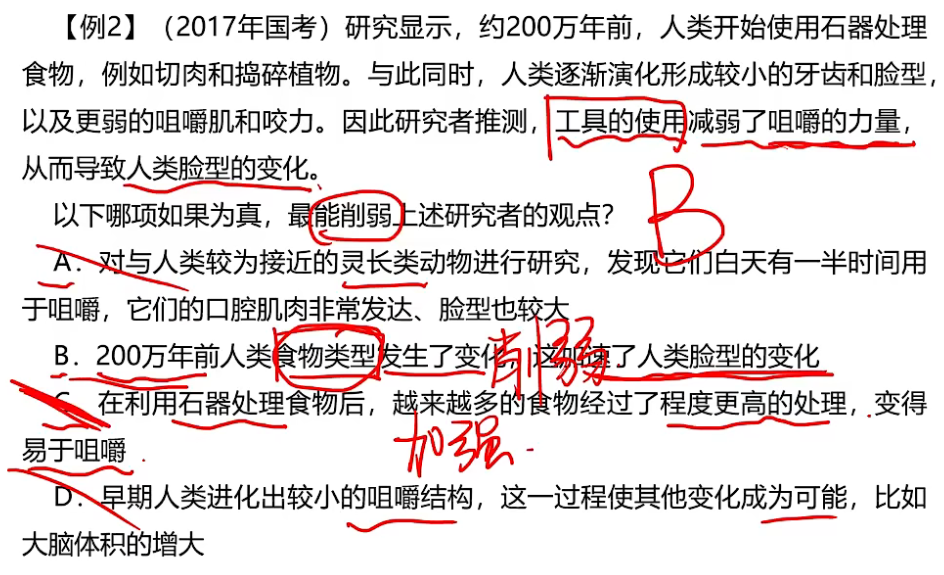 【例2】（2017年国考）研究显示，约200万年前，人类开始使用石器处理
食物，例如切肉和捣碎植物。与此同时，人类逐渐演化形成较小的牙齿和脸型，
以及更弱的咀嚼肌和咬力。因此研究者推测，工具的使用减弱了咀嚼的力量，
从而导致人类脸型的变化。
以下哪项如果为真，最能削弱上述研究者的观点？
B
A．对与人类较为接近的灵长类动物进行研究，发现它们白天有一半时间用
于咀嚼，它们的口腔肌肉非常发达、脸型也较大
B．200万年前人类食物类型发生了变化，这加速了人类脸型的变化
削弱
C．在利用石器处理食物后，越来越多的食物经过了程度更高的处理，变得
易于咀嚼
加强
D．早期人类进化出较小的咀嚼结构，这一过程使其他变化成为可能，比如
大脑体积的增大